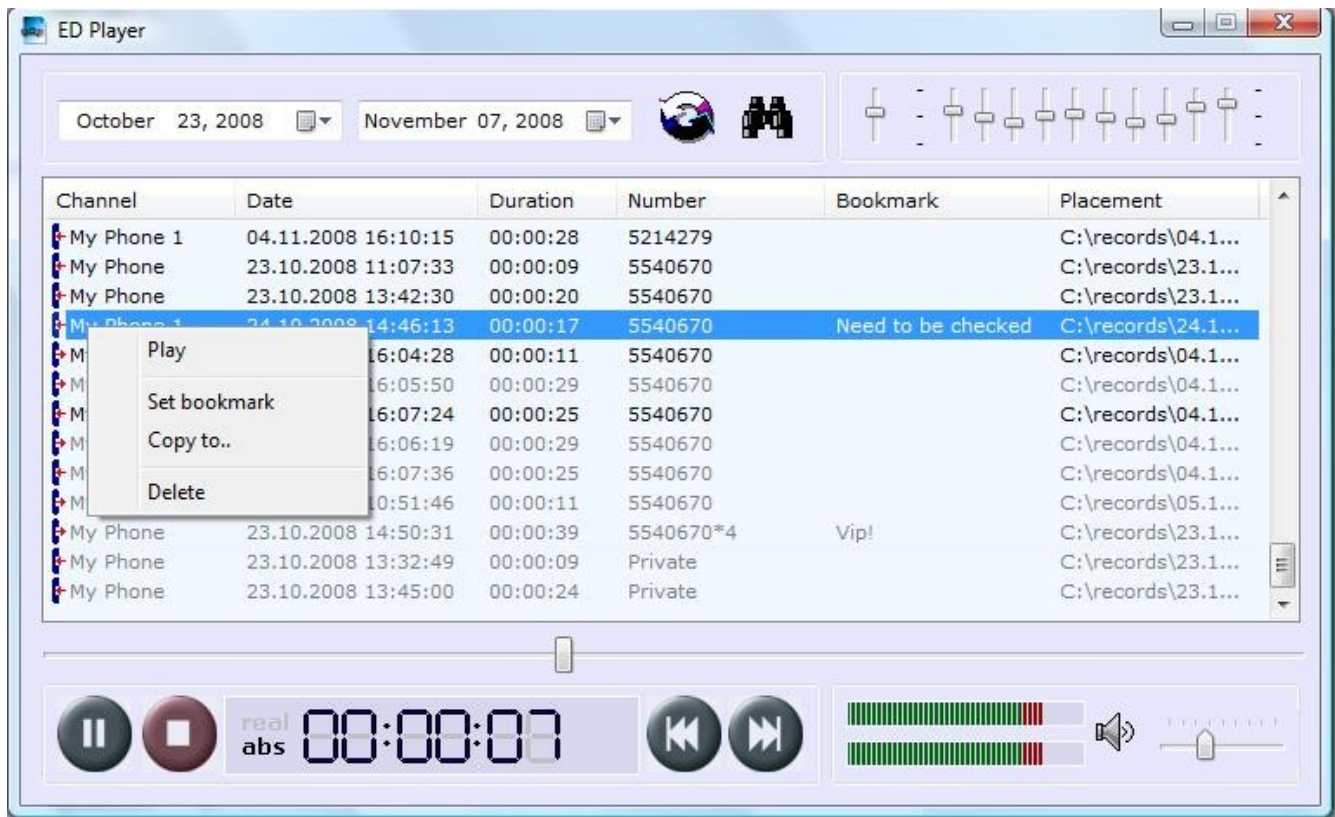 ED Player
October 23, 2008 November 07, 2008
Channel Date Duration Number Bookmark Placement
My Phone 1 04.11.2008 16:10:15 00:00:28 5214279 C:\records\04.1...
My Phone 23.10.2008 11:07:33 00:00:09 5540670 C:\records\23.1...
My Phone 23.10.2008 13:42:30 00:00:20 5540670 C:\records\23.1...
My Phone 1 24.10.2008 14:46:13 00:00:17 5540670 Need to be checked C:\records\24.1...
M 16:04:28 00:00:11 5540670 C:\records\04.1...
M 16:05:50 00:00:29 5540670 C:\records\04.1...
M 16:07:24 00:00:25 5540670 C:\records\04.1...
M 16:06:19 00:00:29 5540670 C:\records\04.1...
M 16:07:36 00:00:25 5540670 C:\records\04.1...
M 0:51:46 00:00:11 5540670 C:\records\05.1...
My Phone 23.10.2008 14:50:31 00:00:39 5540670*4 Vip! C:\records\23.1...
My Phone 23.10.2008 13:32:49 00:00:09 Private C:\records\23.1...
My Phone 23.10.2008 13:45:00 00:00:24 Private C:\records\23.1...
Play
Set bookmark
Copy to..
Delete
real
abs 00:00:07